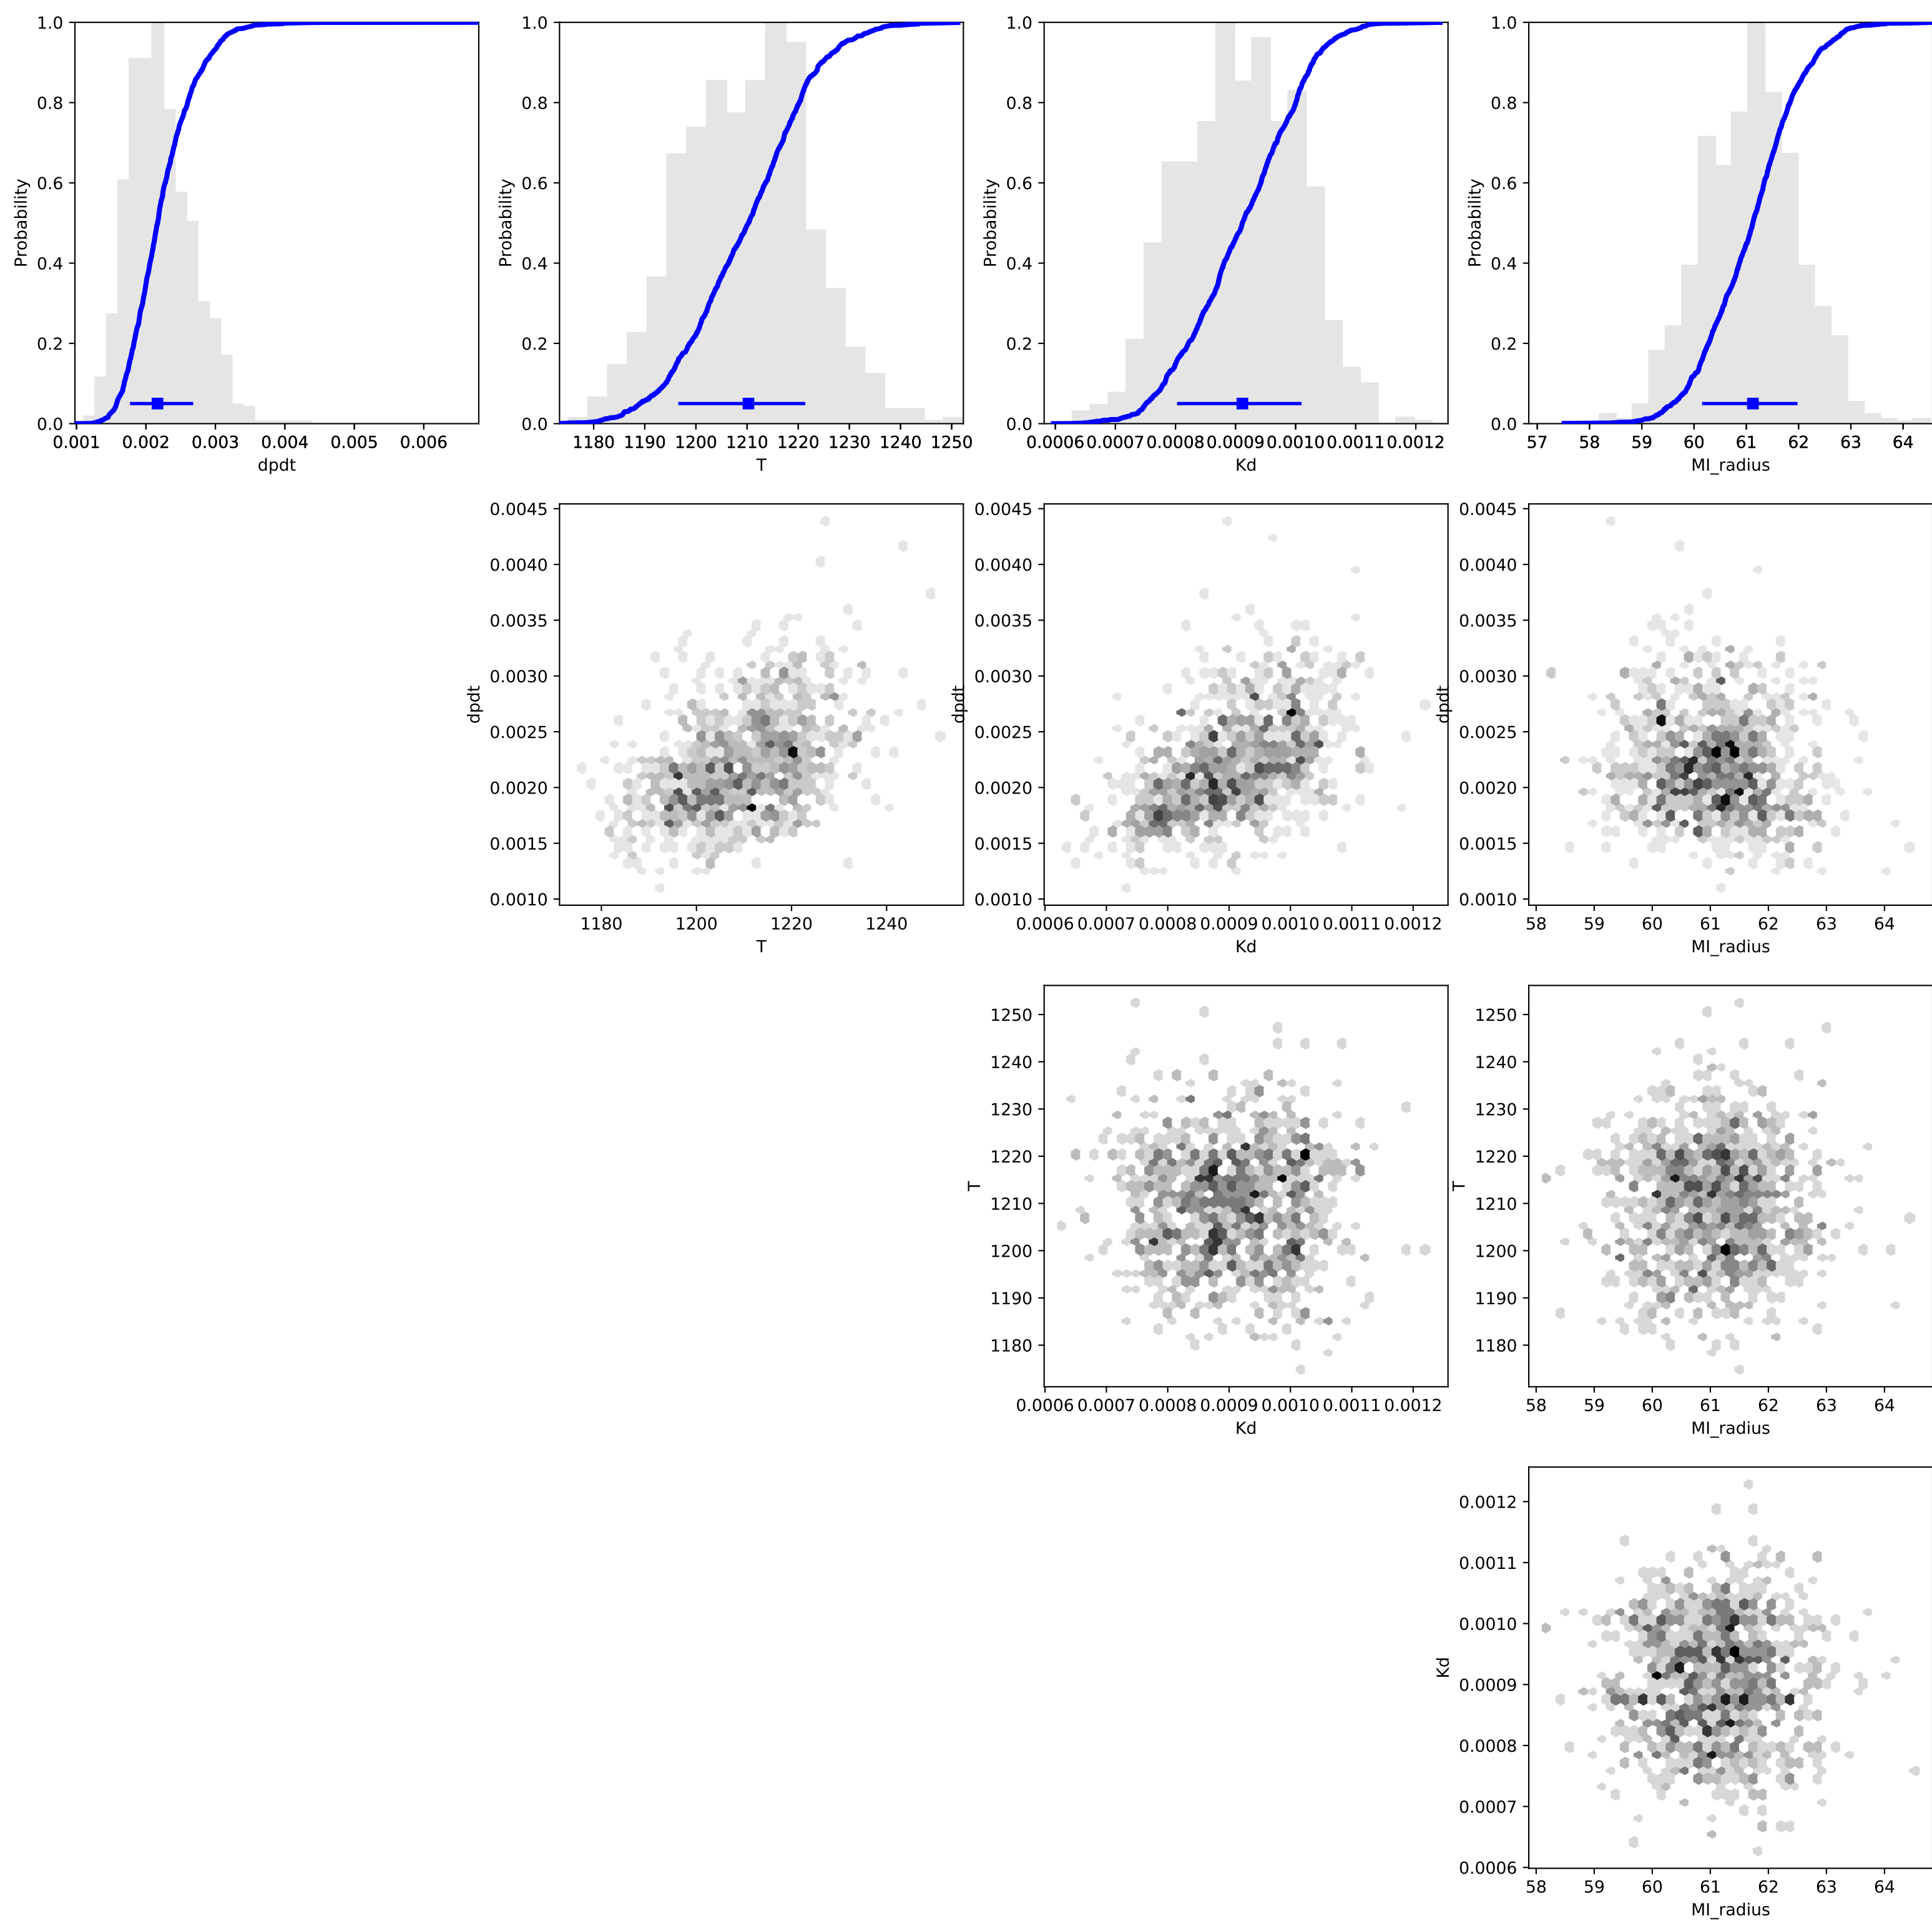 1.0 0.8 0.6 0.4 0.2 0.0
Probability
0.001 0.002 0.003 0.004 0.005 0.006
dpdt
1.0 0.8 0.6 0.4 0.2 0.0
Probability
1180 1190 1200 1210 1220 1230 1240 1250
T
1.0 0.8 0.6 0.4 0.2 0.0
Probability
0.0006 0.0007 0.0008 0.0009 0.0010 0.0011 0.0012
Kd
1.0 0.8 0.6 0.4 0.2 0.0
Probability
57 58 59 60 61 62 63 64
MI_radius
0.0045 0.0040 0.0035 0.0030 0.0025 0.0020 0.0015 0.0010
dpdt
1180 1200 1220 1240
T
0.0045 0.0040 0.0035 0.0030 0.0025 0.0020 0.0015 0.0010
dpdt
0.0006 0.0007 0.0008 0.0009 0.0010 0.0011 0.0012
Kd
0.0045 0.0040 0.0035 0.0030 0.0025 0.0020 0.0015 0.0010
dpdt
58 59 60 61 62 63 64
MI_radius
1250 1240 1230 1220 1210 1200 1190 1180
T
0.0006 0.0007 0.0008 0.0009 0.0010 0.0011 0.0012
Kd
1250 1240 1230 1220 1210 1200 1190 1180
T
58 59 60 61 62 63 64
MI_radius
0.0012 0.0011 0.0010 0.0009 0.0008 0.0007 0.0006
Kd
58 59 60 61 62 63 64
MI_radius